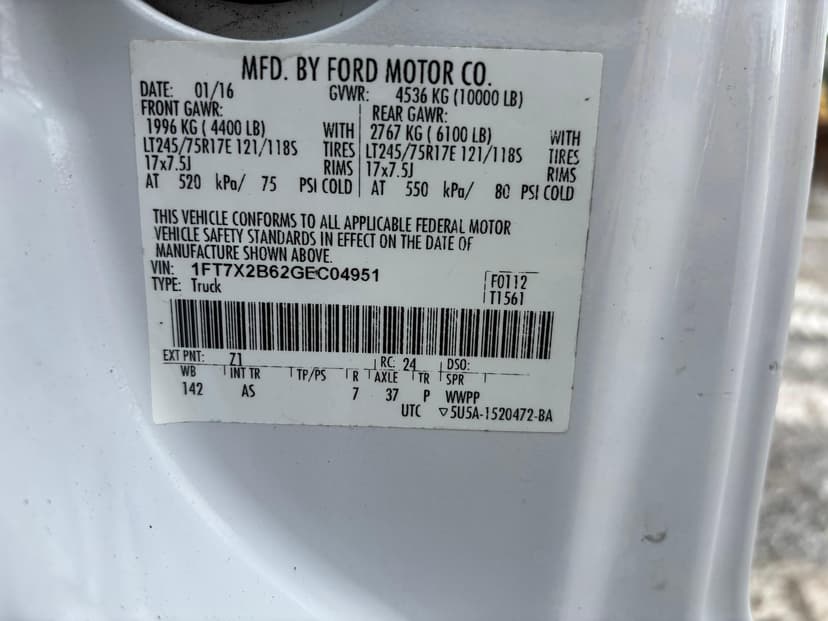 MFD. BY FORD MOTOR CO.
DATE: 01/16 GVWR: 4536 KG (10000 LB)
FRONT GAWR: REAR GAWR:
1996 KG ( 4400 LB) WITH 2767 KG ( 6100 LB) WITH
LT245/75R17E 121/118S TIRES LT245/75R17E 121/118S TIRES
17x7.5J RIMS 17x7.5J RIMS
AT 520 kPa/ 75 PSI COLD AT 550 kPa/ 80 PSI COLD
THIS VEHICLE CONFORMS TO ALL APPLICABLE FEDERAL MOTOR
VEHICLE SAFETY STANDARDS IN EFFECT ON THE DATE OF
MANUFACTURE SHOWN ABOVE.
VIN: 1FT7X2B62GEC04951 F0112
TYPE: Truck T1561
EXT PNT: Z1 RC: 24 DSO:
WB INT TR TP/PS R AXLE TR SPR
142 AS 7 37 P WWPP
UTC ▽5U5A-1520472-BA